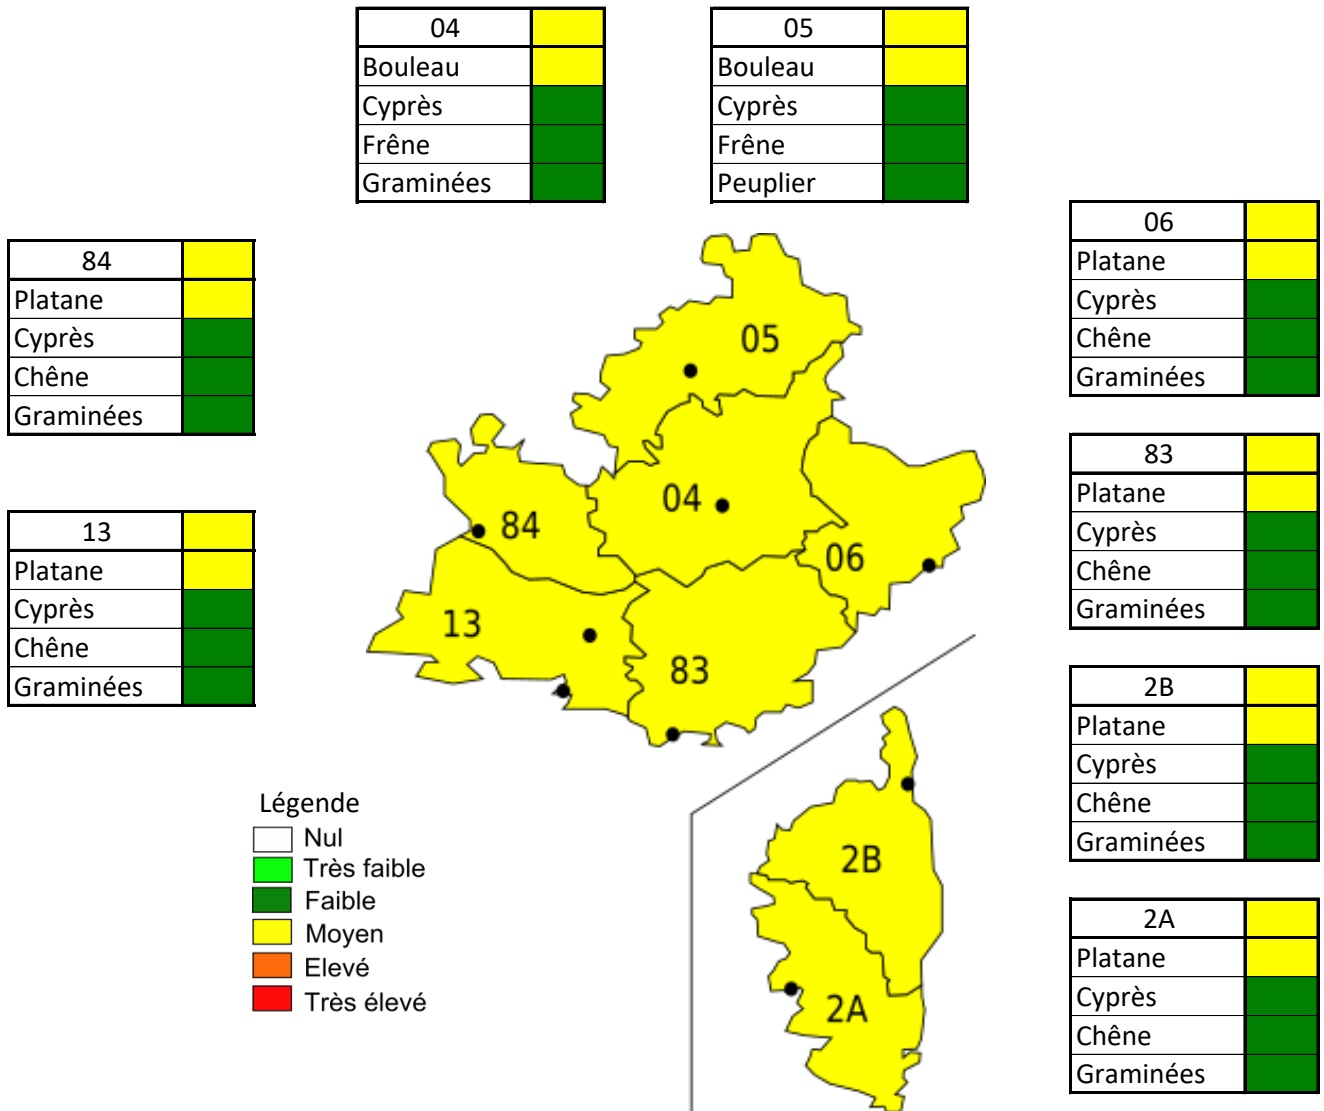 04
Bouleau
Cyprès
Frêne
Graminées
05
Bouleau
Cyprès
Frêne
Peuplier
84
Platane
Cyprès
Chêne
Graminées
13
Platane
Cyprès
Chêne
Graminées
06
Platane
Cyprès
Chêne
Graminées
83
Platane
Cyprès
Chêne
Graminées
2B
Platane
Cyprès
Chêne
Graminées
2A
Platane
Cyprès
Chêne
Graminées
05
04
84
06
13
83
2B
2A
Légende
Nul
Très faible
Faible
Moyen
Elevé
Très élevé